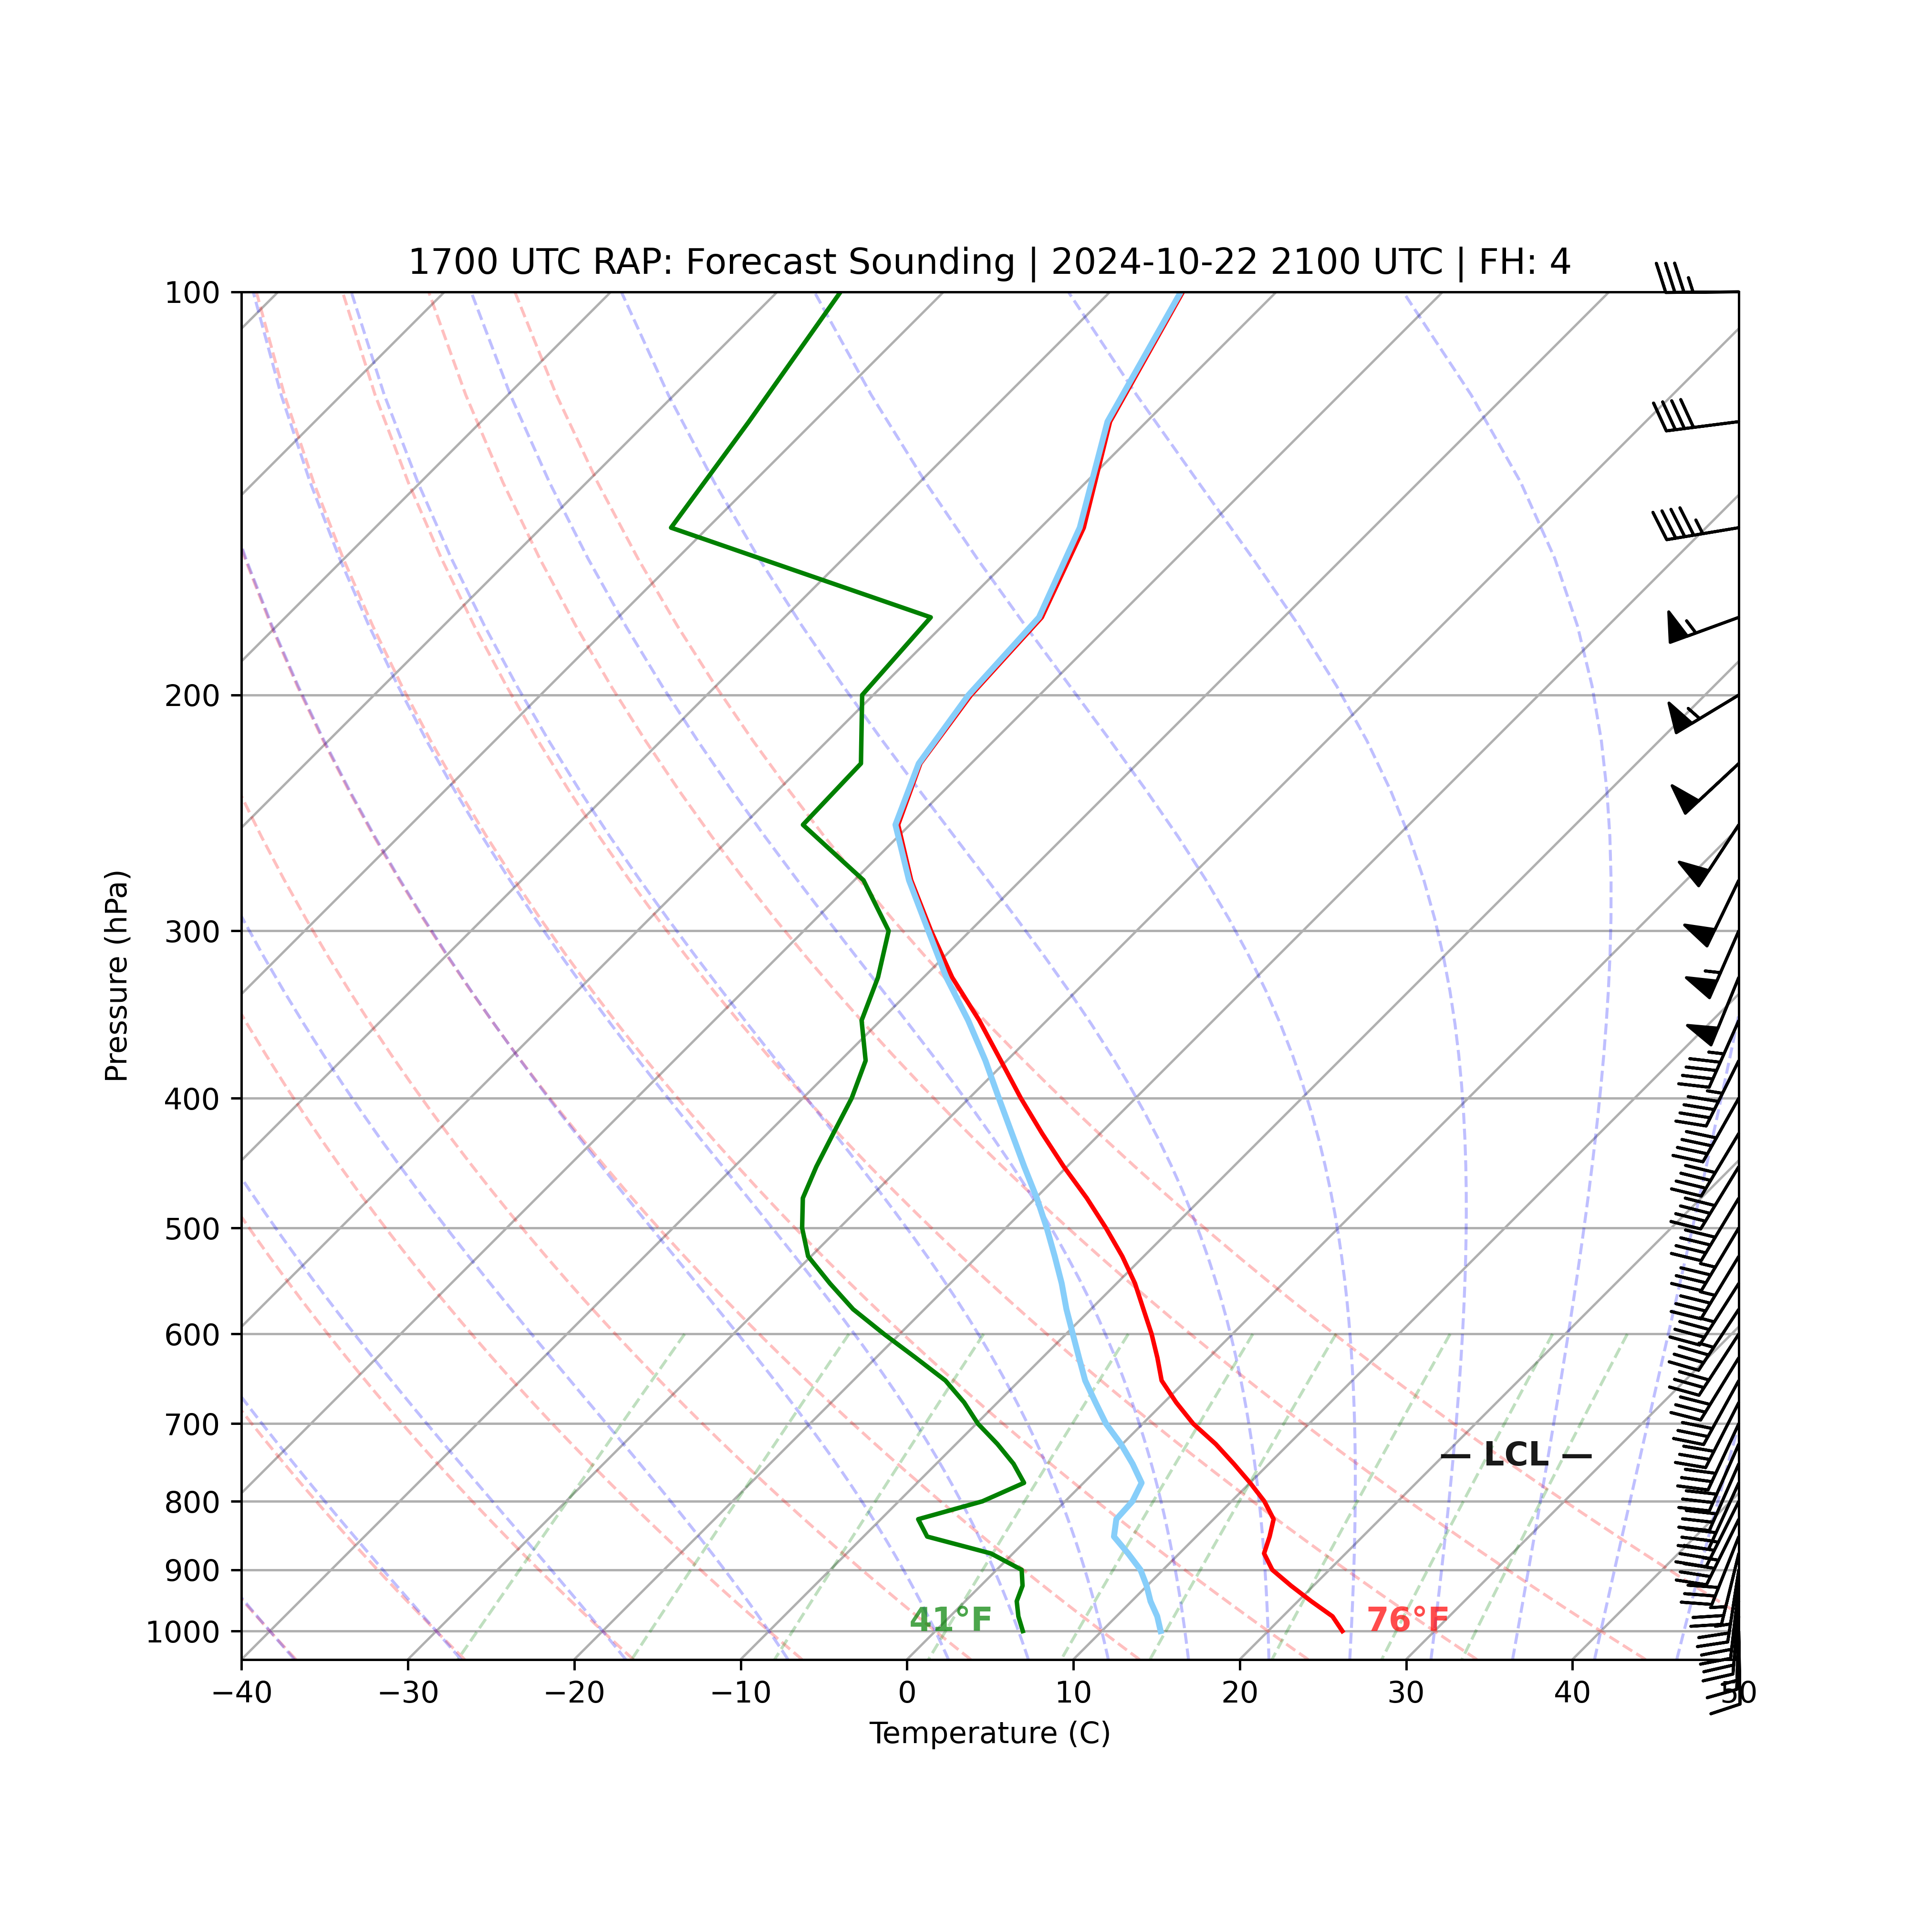 1700 UTC RAP: Forecast Sounding | 2024-10-22 2100 UTC | FH: 4
100
200
300
400
500
600
700
800
900
1000
Pressure (hPa)
— LCL —
41°F
76°F
−40 −30 −20 −10 0 10 20 30 40 50
Temperature (C)